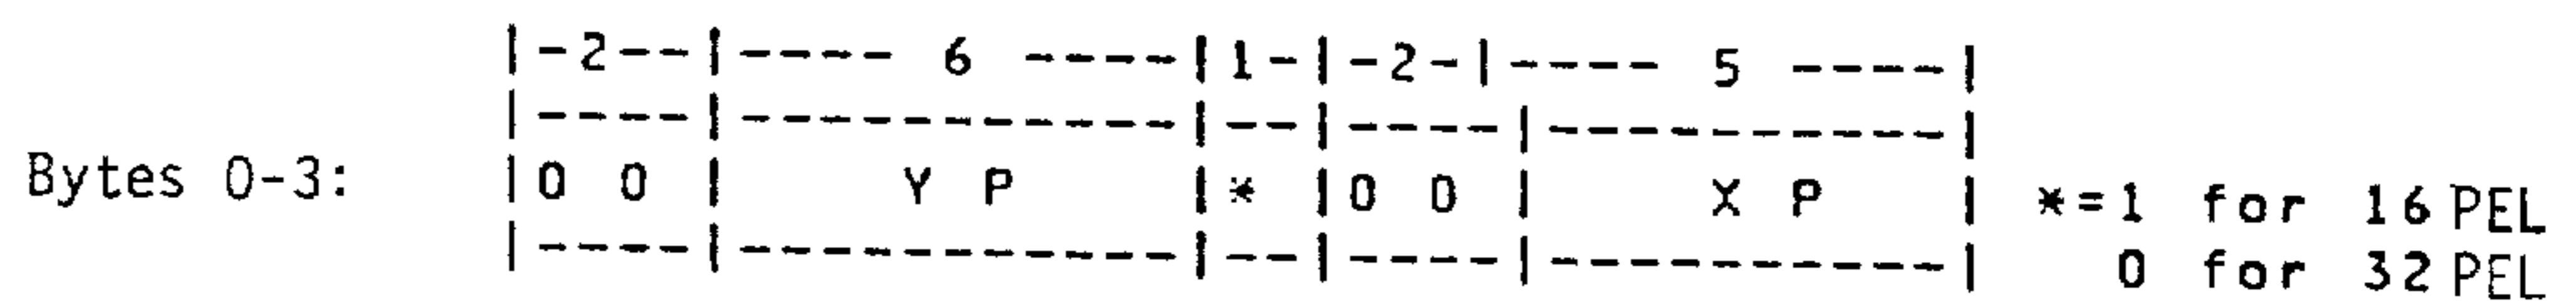 |-2--|---- 6 ----|1-|-2-|---- 5 ----|
|----|-----------|--|----|----------|
Bytes 0-3: |0 0 | Y P |* |0 0 | X P | *=1 for 16 PEL
|----|-----------|--|----|----------| 0 for 32 PEL